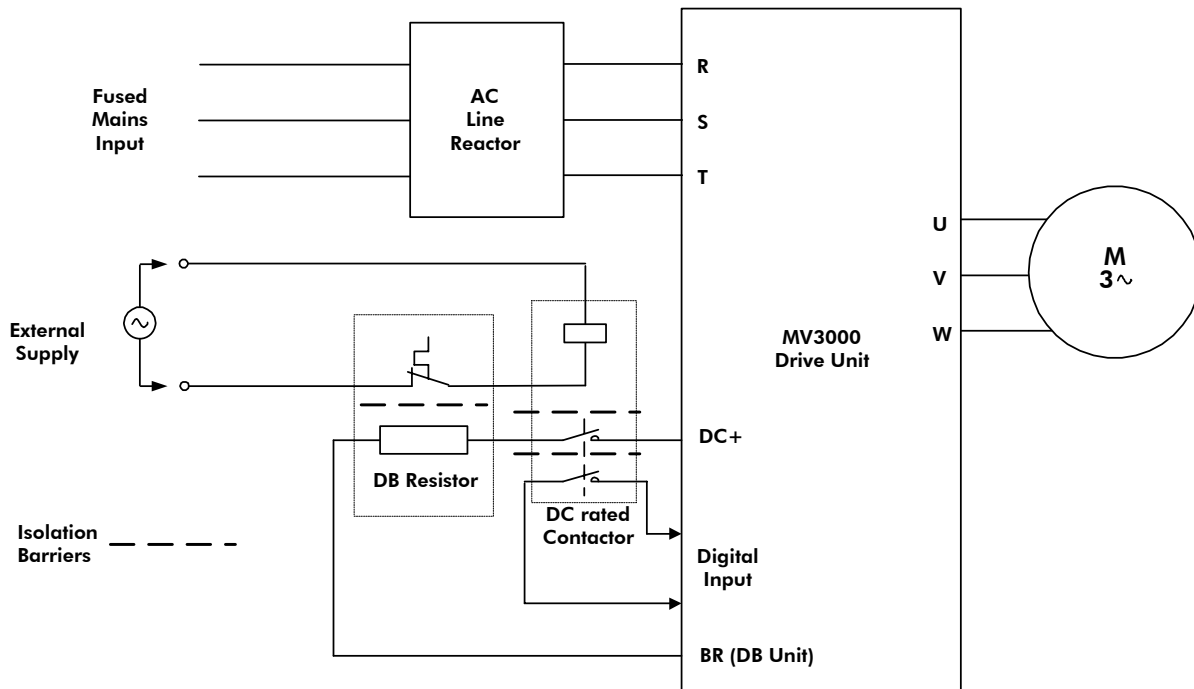 Fused
Mains
Input
AC
Line
Reactor
R
S
T
U
V
W
M
3~
External
Supply
MV3000
Drive Unit
DC+
DB Resistor
DC rated
Contactor
Isolation
Barriers
Digital
Input
BR (DB Unit)